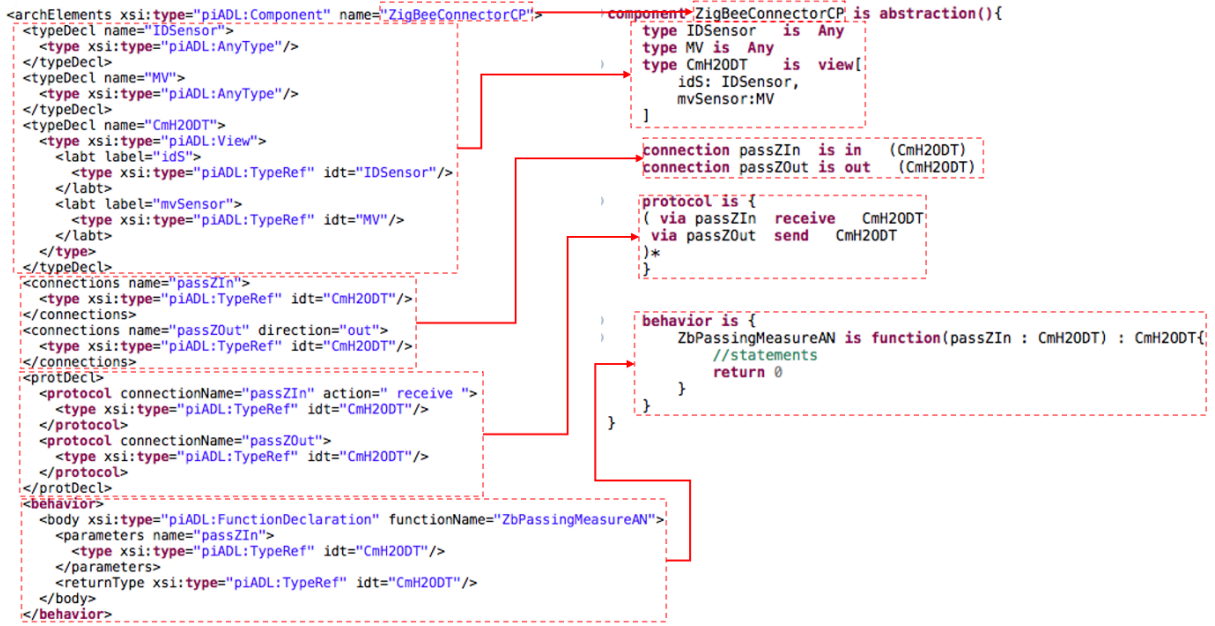 <archElements xsi:type="piADL:Component" name="ZigBeeConnectorCP">
<typeDecl name="IDSensor">
<type xsi:type="piADL:AnyType"/>
</typeDecl>
<typeDecl name="MV">
<type xsi:type="piADL:AnyType"/>
</typeDecl>
<typeDecl name="CmH2ODT">
<type xsi:type="piADL:View">
<labt label="idS">
<type xsi:type="piADL:TypeRef" idt="IDSensor"/>
</labt>
<labt label="mvSensor">
<type xsi:type="piADL:TypeRef" idt="MV"/>
</labt>
</type>
</typeDecl>
<connections name="passZIn">
<type xsi:type="piADL:TypeRef" idt="CmH2ODT"/>
</connections>
<connections name="passZOut" direction="out">
<type xsi:type="piADL:TypeRef" idt="CmH2ODT"/>
</connections>
<protDecl>
<protocol connectionName="passZIn" action=" receive ">
<type xsi:type="piADL:TypeRef" idt="CmH2ODT"/>
</protocol>
<protocol connectionName="passZOut">
<type xsi:type="piADL:TypeRef" idt="CmH2ODT"/>
</protocol>
</protDecl>
<behavior>
<body xsi:type="piADL:FunctionDeclaration" functionName="ZbPassingMeasureAN">
<parameters name="passZIn">
<type xsi:type="piADL:TypeRef" idt="CmH2ODT"/>
</parameters>
<returnType xsi:type="piADL:TypeRef" idt="CmH2ODT"/>
</body>
</behavior>
component ZigBeeConnectorCP is abstraction(){
type IDSensor is Any
type MV is Any
type CmH2ODT is view[
idS: IDSensor,
mvSensor:MV
]
connection passZIn is in (CmH2ODT)
connection passZOut is out (CmH2ODT)
protocol is {
( via passZIn receive CmH2ODT
via passZOut send CmH2ODT
)*
}
behavior is {
ZbPassingMeasureAN is function(passZIn : CmH2ODT) : CmH2ODT{
//statements
return 0
}
}
}